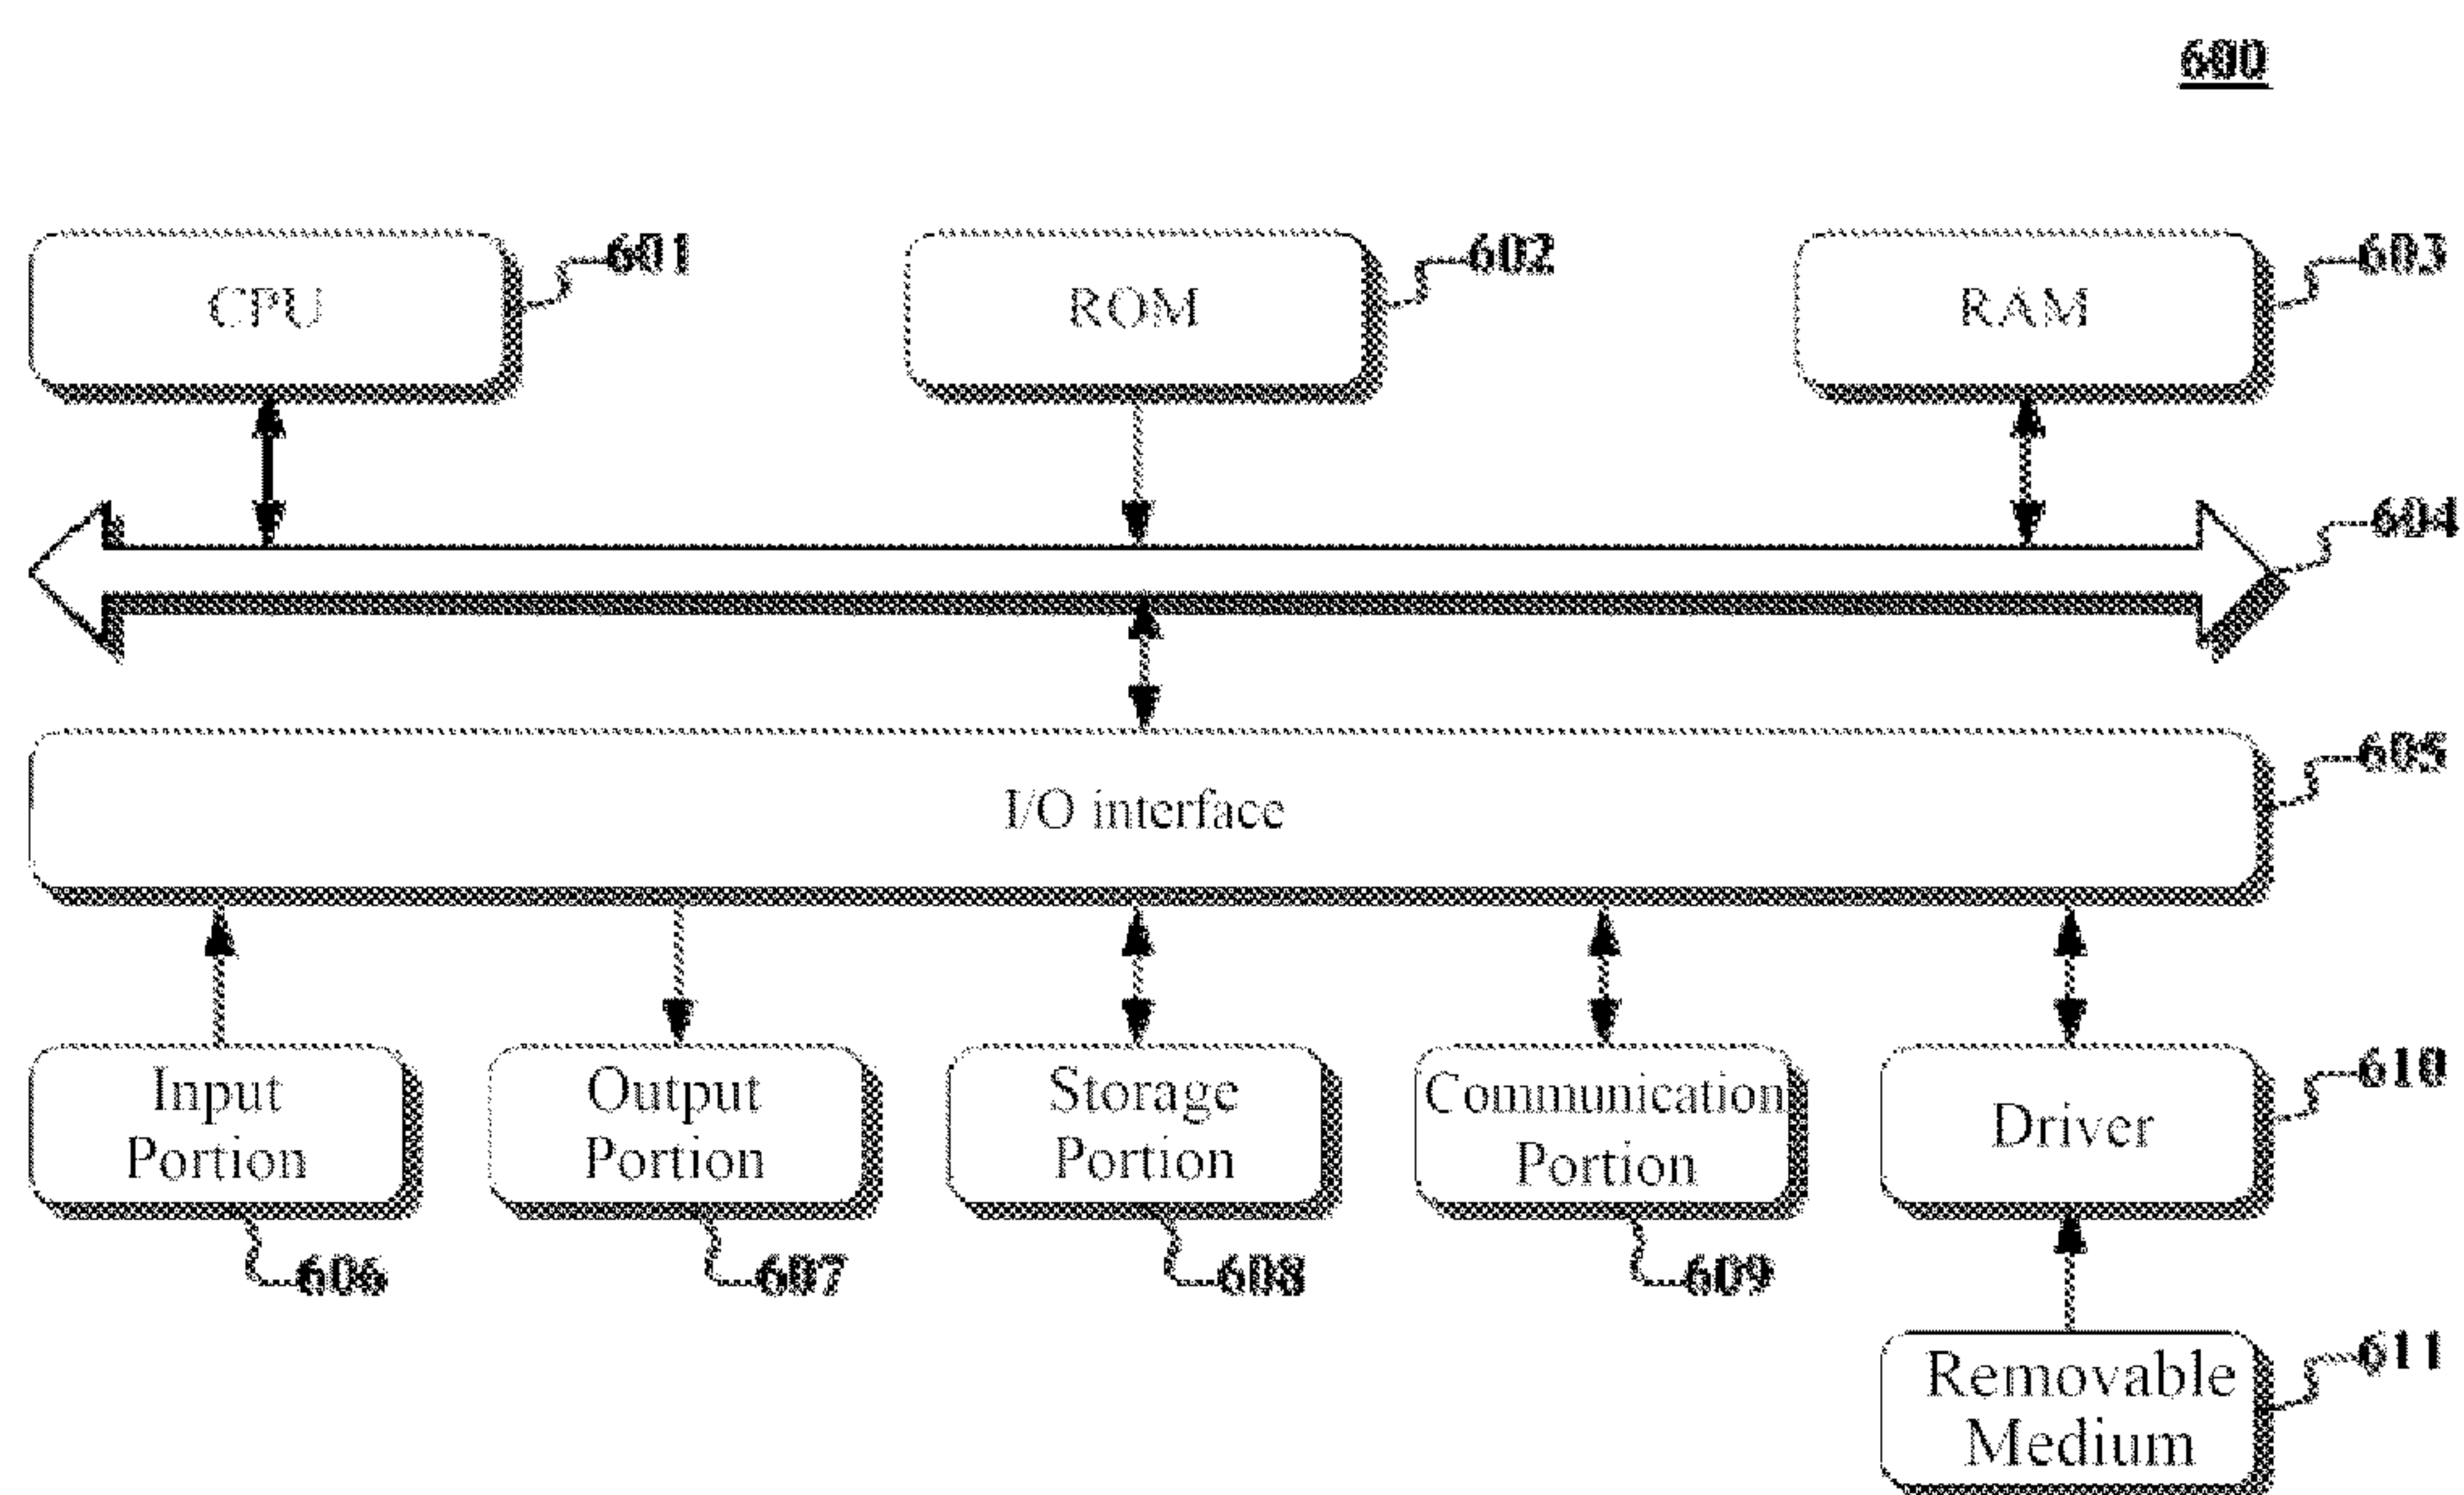 600
CPU
601
ROM
602
RAM
603
604
I/O interface
605
Input
Portion
606
Output
Portion
607
Storage
Portion
608
Communication
Portion
609
Driver
610
Removable
Medium
611